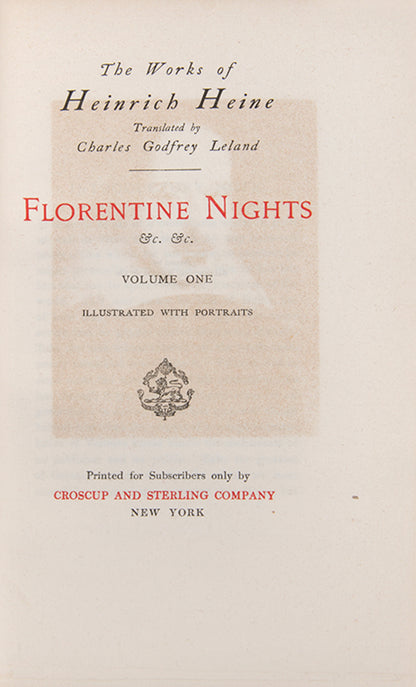 The Works of
Heinrich Heine
Translated by
Charles Godfrey Leland
FLORENTINE NIGHTS
&c. &c.
VOLUME ONE
ILLUSTRATED WITH PORTRAITS
Printed for Subscribers only by
CROSCUP AND STERLING COMPANY
NEW YORK